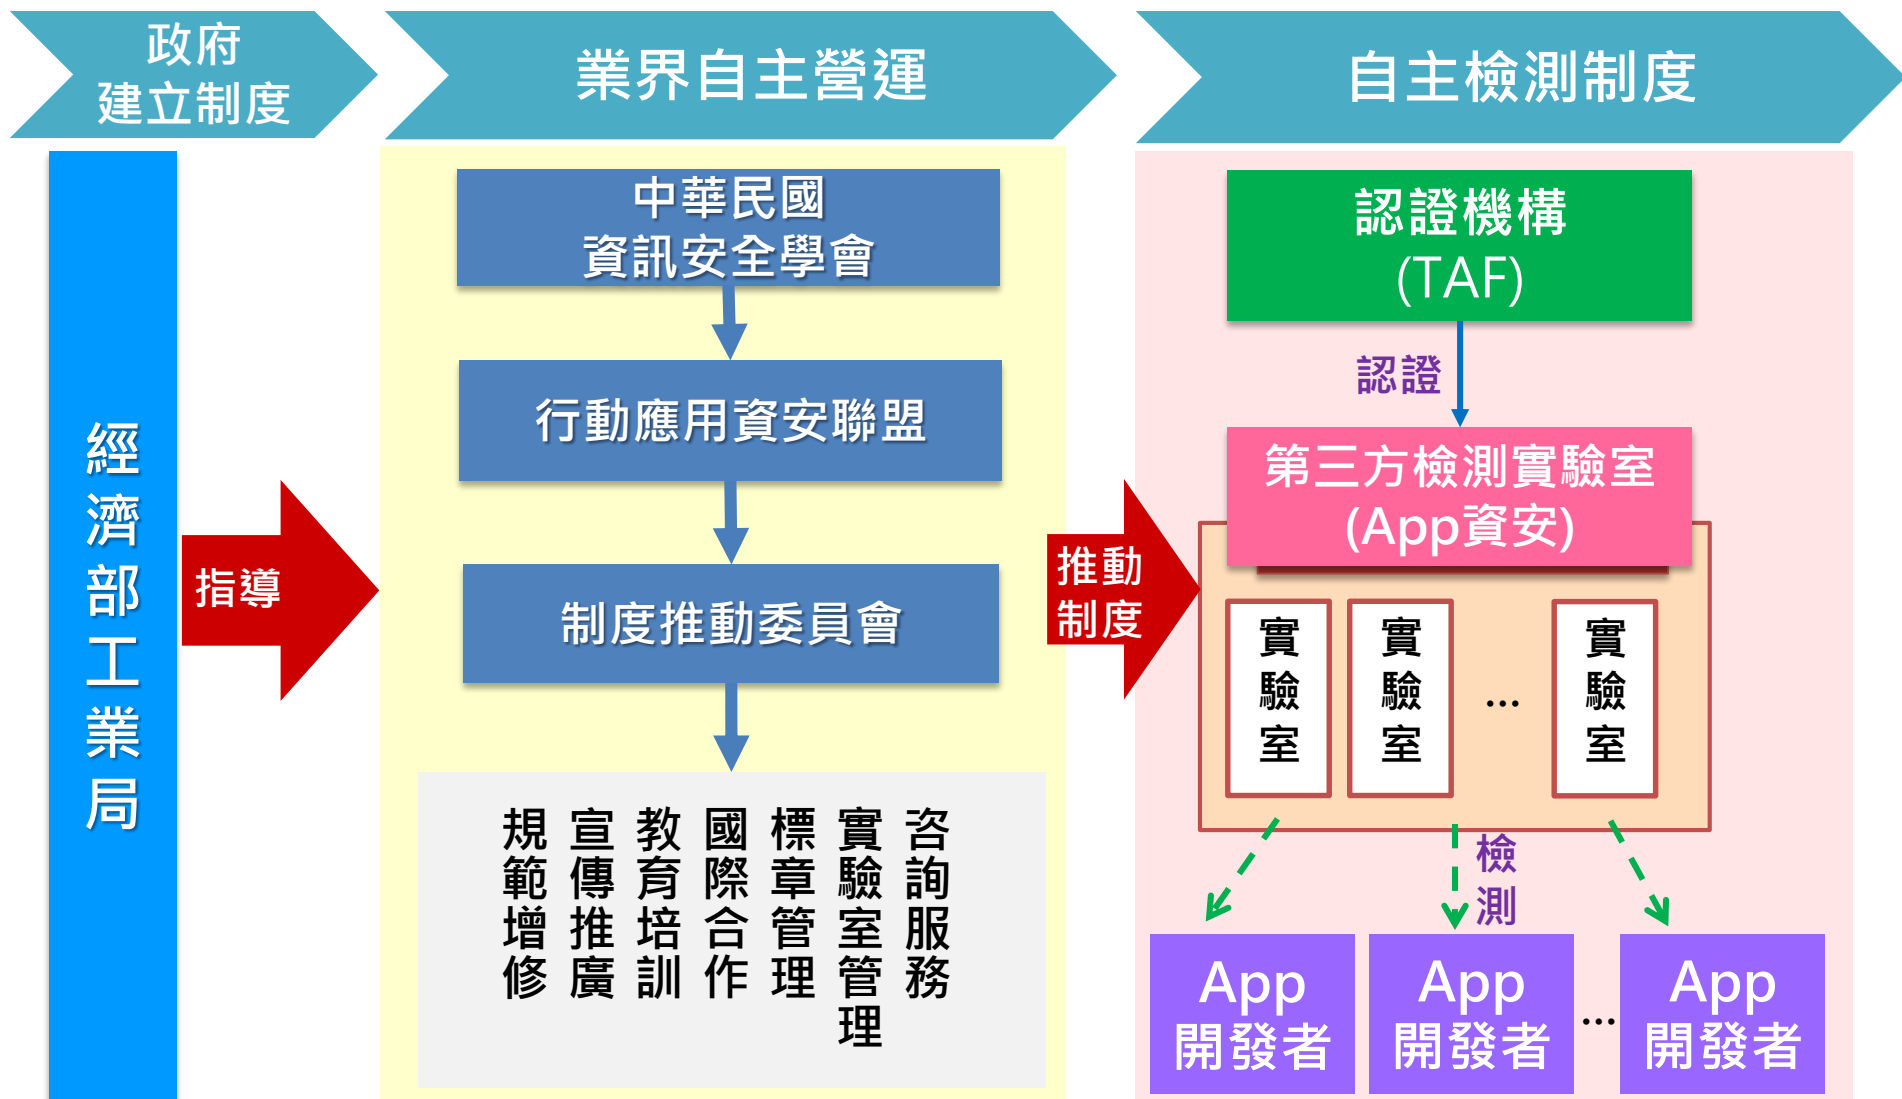 政府
建立制度
業界自主營運
自主檢測制度
經濟部工業局
指導
中華民國
資訊安全學會
行動應用資安聯盟
制度推動委員會
規範增修
宣傳推廣
教育培訓
國際合作
標章管理
實驗室管理
咨詢服務
推動
制度
認證機構
(TAF)
認證
第三方檢測實驗室
(App資安)
實驗室
實驗室
...
實驗室
檢測
App
開發者
App
開發者
...
App
開發者